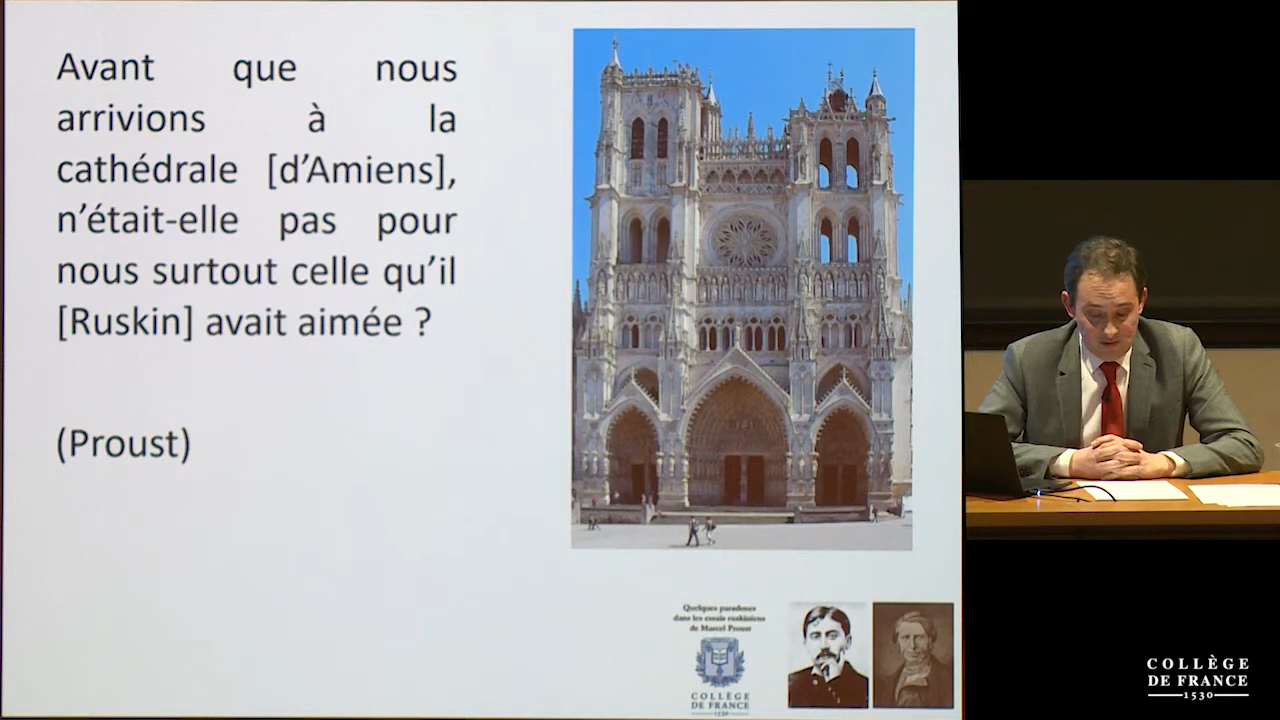 Avant que nous
arrivions à la
cathédrale [d’Amiens],
n’était-elle pas pour
nous surtout celle qu’il
[Ruskin] avait aimée ?
(Proust)
Quelques paradoxes
dans les essais ruskiniens
de Marcel Proust
COLLÈGE
DE FRANCE
1530
COLLÈGE
DE FRANCE
1530